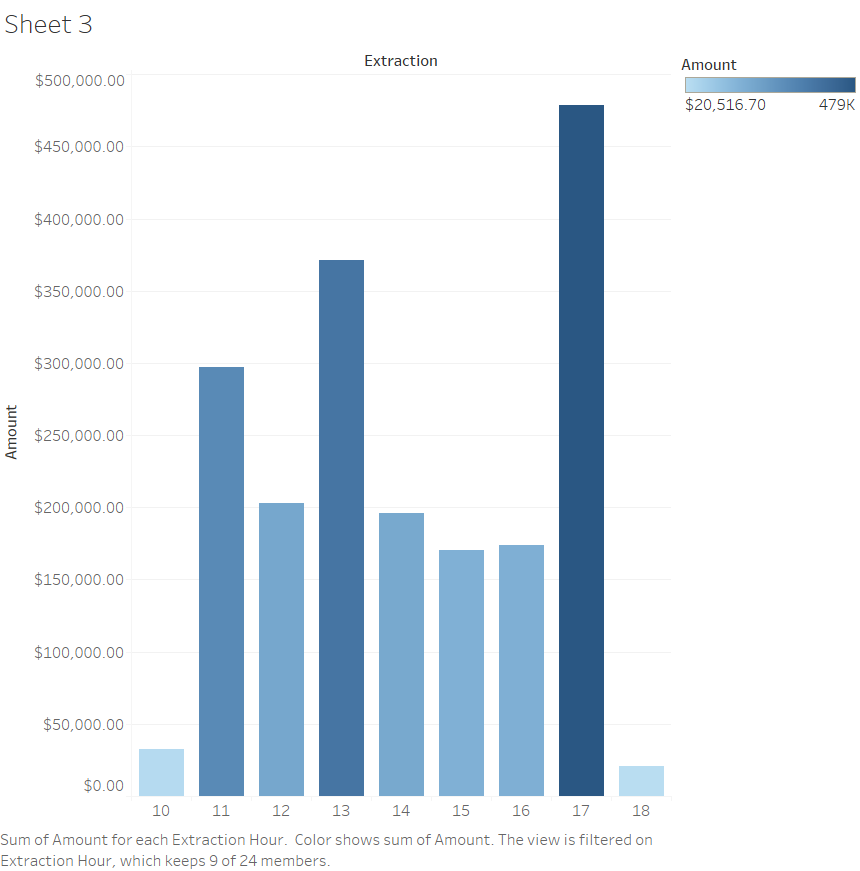 Sheet 3
Extraction
Amount
$20,516.70 479K
$500,000.00
$450,000.00
$400,000.00
$350,000.00
$300,000.00
$250,000.00
$200,000.00
$150,000.00
$100,000.00
$50,000.00
$0.00
Amount
10 11 12 13 14 15 16 17 18
Sum of Amount for each Extraction Hour.  Color shows sum of Amount. The view is filtered on
Extraction Hour, which keeps 9 of 24 members.